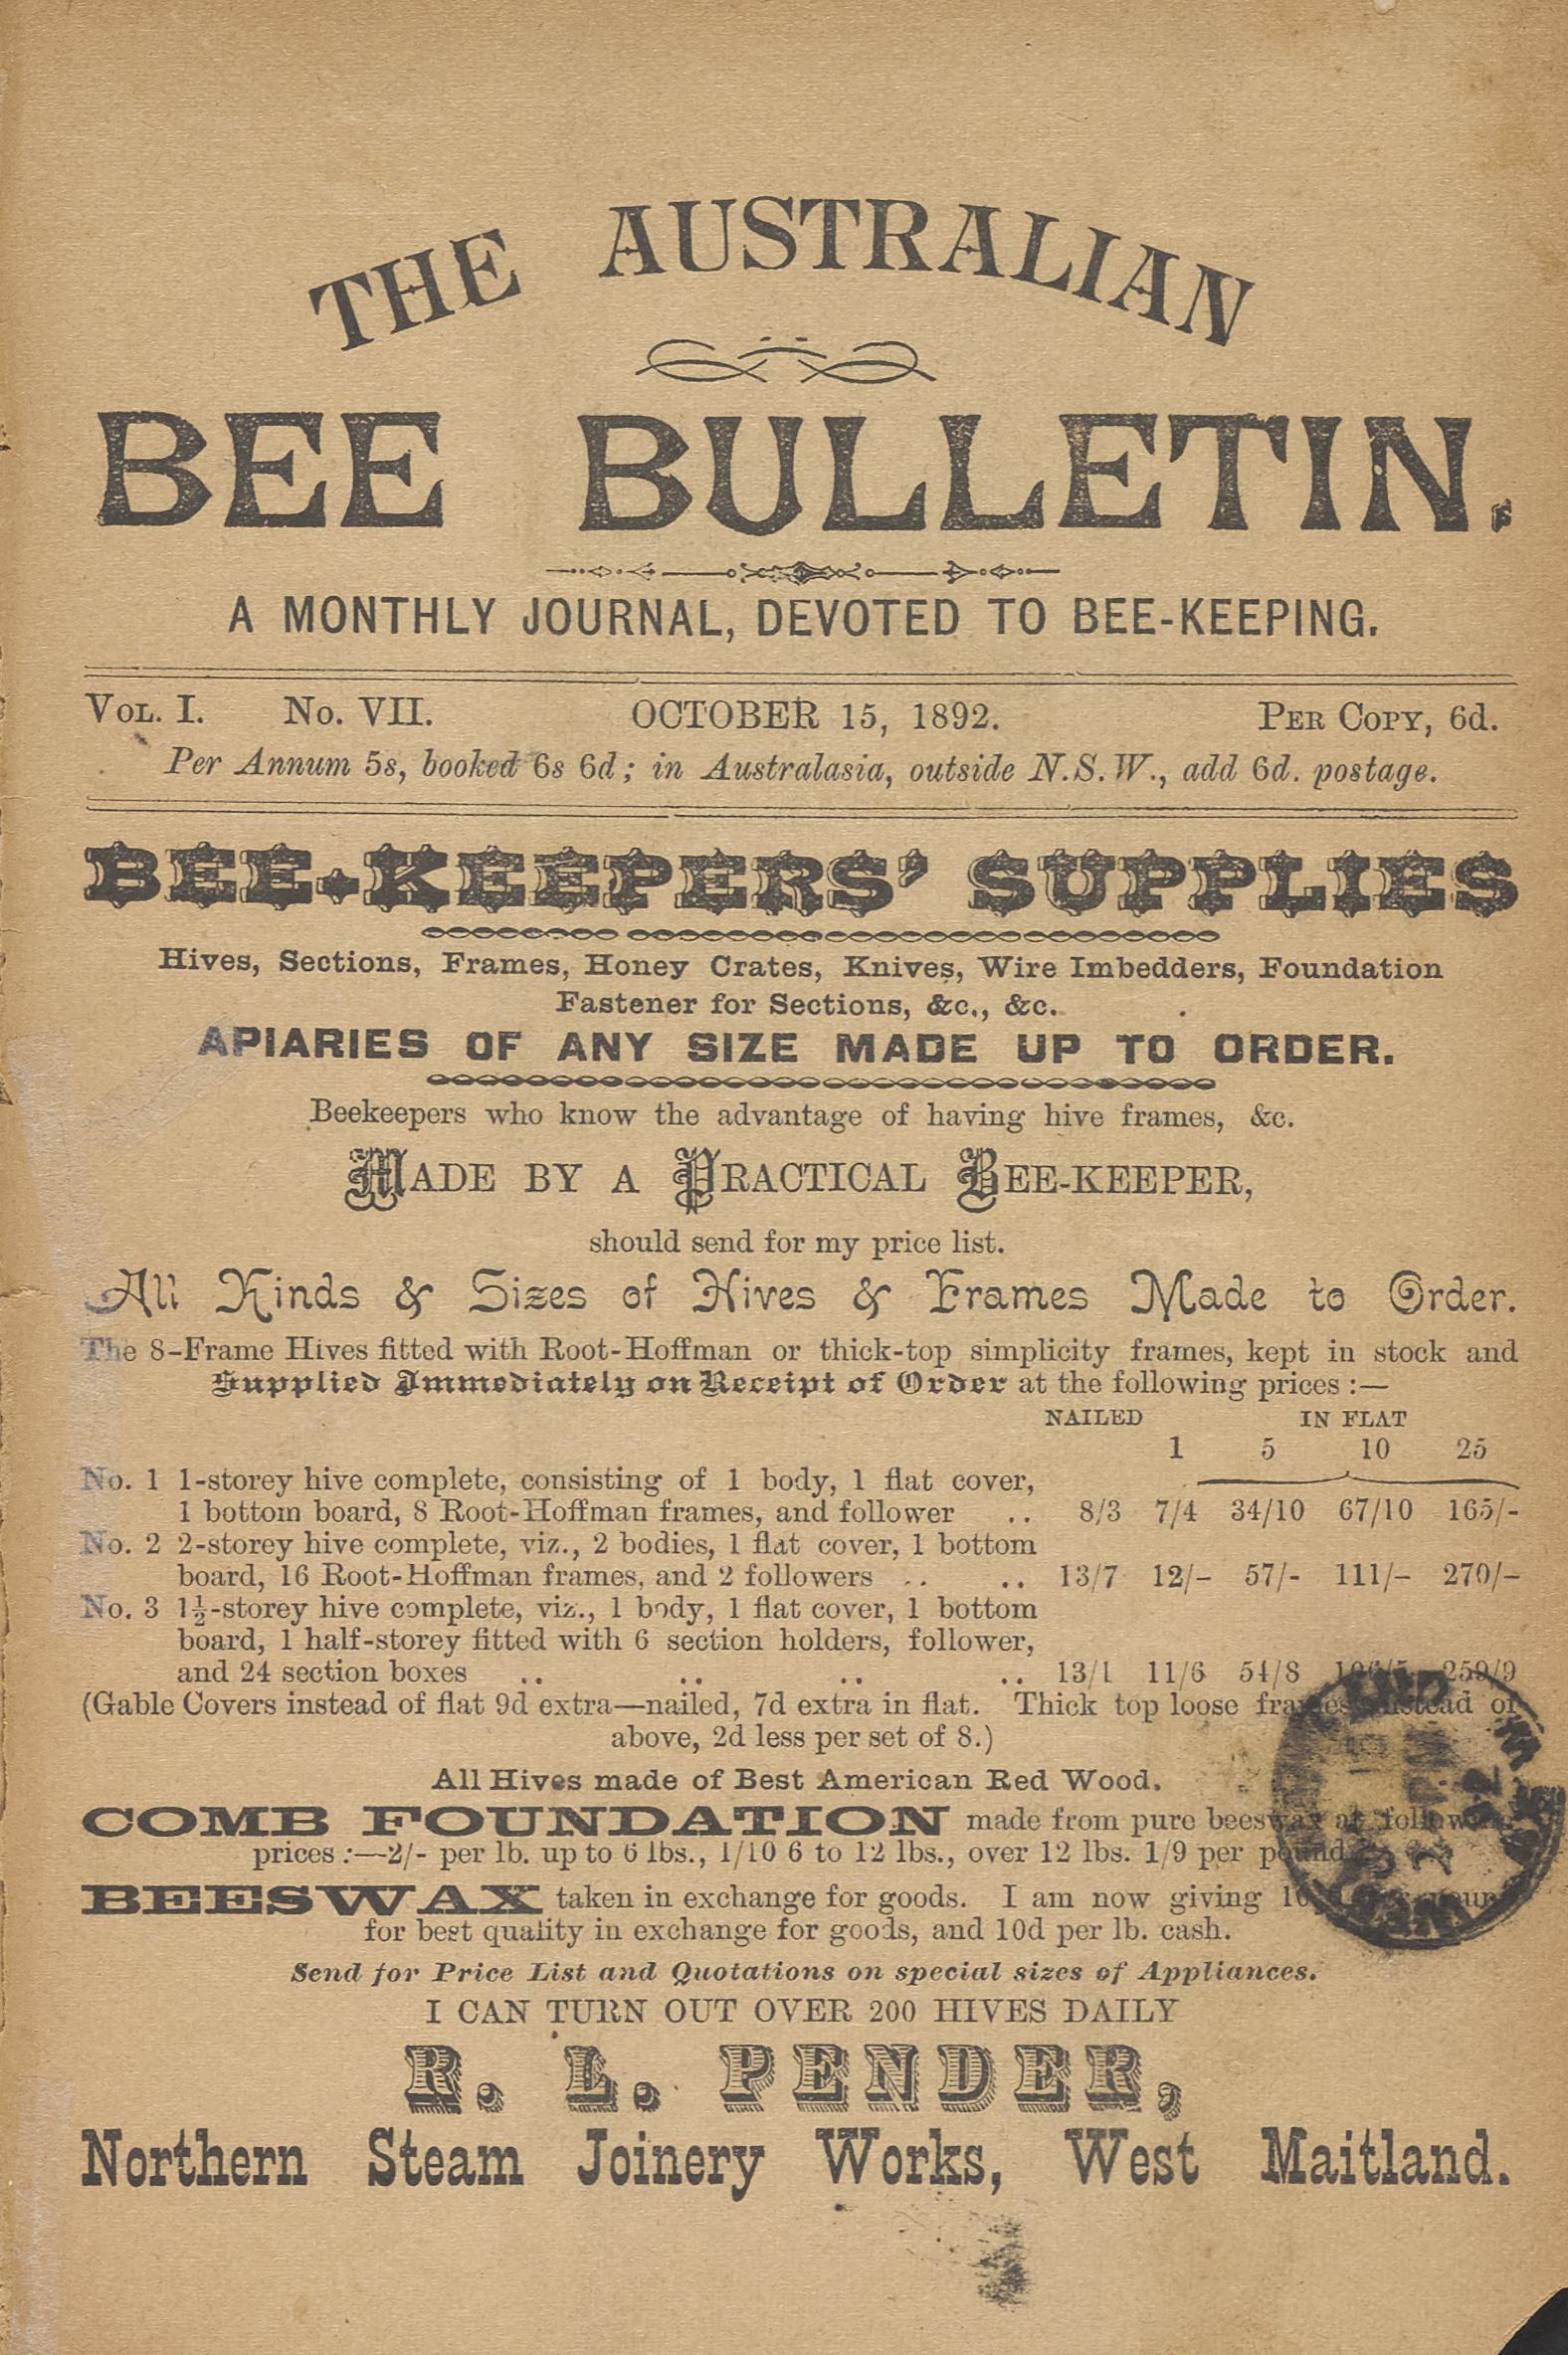 THE AUSTRALIAN
BEE BULLETIN.
A MONTHLY JOURNAL, DEVOTED TO BEE-KEEPING.
VOL. I. No. VII. OCTOBER 15, 1892. PER COPY, 6d.
Per Annum 5s, booked 6s 6d; in Australasia, outside N.S.W., add 6d. postage.
BEE-KEEPERS' SUPPLIES
Hives, Sections, Frames, Honey Crates, Knives, Wire Imbedders, Foundation
Fastener for Sections, &c., &c.
APIARIES OF ANY SIZE MADE UP TO ORDER.
Beekeepers who know the advantage of having hive frames, &c.
MADE BY A PRACTICAL BEE-KEEPER,
should send for my price list.
All Kinds & Sizes of Hives & Frames Made to Order.
The 8-Frame Hives fitted with Root-Hoffman or thick-top simplicity frames, kept in stock and
Supplied Immediately on Receipt of Order at the following prices :—
NAILED IN FLAT
1 5 10 25
No. 1 1-storey hive complete, consisting of 1 body, 1 flat cover,
1 bottom board, 8 Root-Hoffman frames, and follower .. 8/3 7/4 34/10 67/10 165/-
No. 2 2-storey hive complete, viz., 2 bodies, 1 flat cover, 1 bottom
board, 16 Root-Hoffman frames, and 2 followers .. .. 13/7 12/- 57/- 111/- 270/-
No. 3 1½-storey hive complete, viz., 1 body, 1 flat cover, 1 bottom
board, 1 half-storey fitted with 6 section holders, follower,
and 24 section boxes .. .. .. .. 13/1 11/6 54/8 259/9
(Gable Covers instead of flat 9d extra—nailed, 7d extra in flat. Thick top loose frames instead of
above, 2d less per set of 8.)
All Hives made of Best American Red Wood.
COMB FOUNDATION made from pure beeswax at following
prices :—2/- per lb. up to 6 lbs., 1/10 6 to 12 lbs., over 12 lbs. 1/9 per pound.
BEESWAX taken in exchange for goods. I am now giving pound
for best quality in exchange for goods, and 10d per lb. cash.
Send for Price List and Quotations on special sizes of Appliances.
I CAN TURN OUT OVER 200 HIVES DAILY
R. L. PENDER,
Northern Steam Joinery Works, West Maitland.